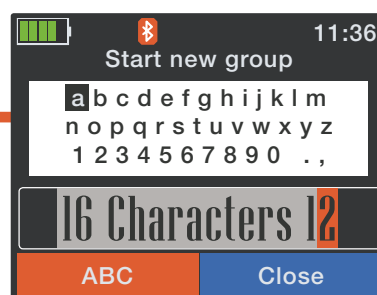 11:36
Start new group
a b c d e f g h i j k l m
n o p q r s t u v w x y z
1 2 3 4 5 6 7 8 9 0 . ,
16 Characters 12
ABC Close